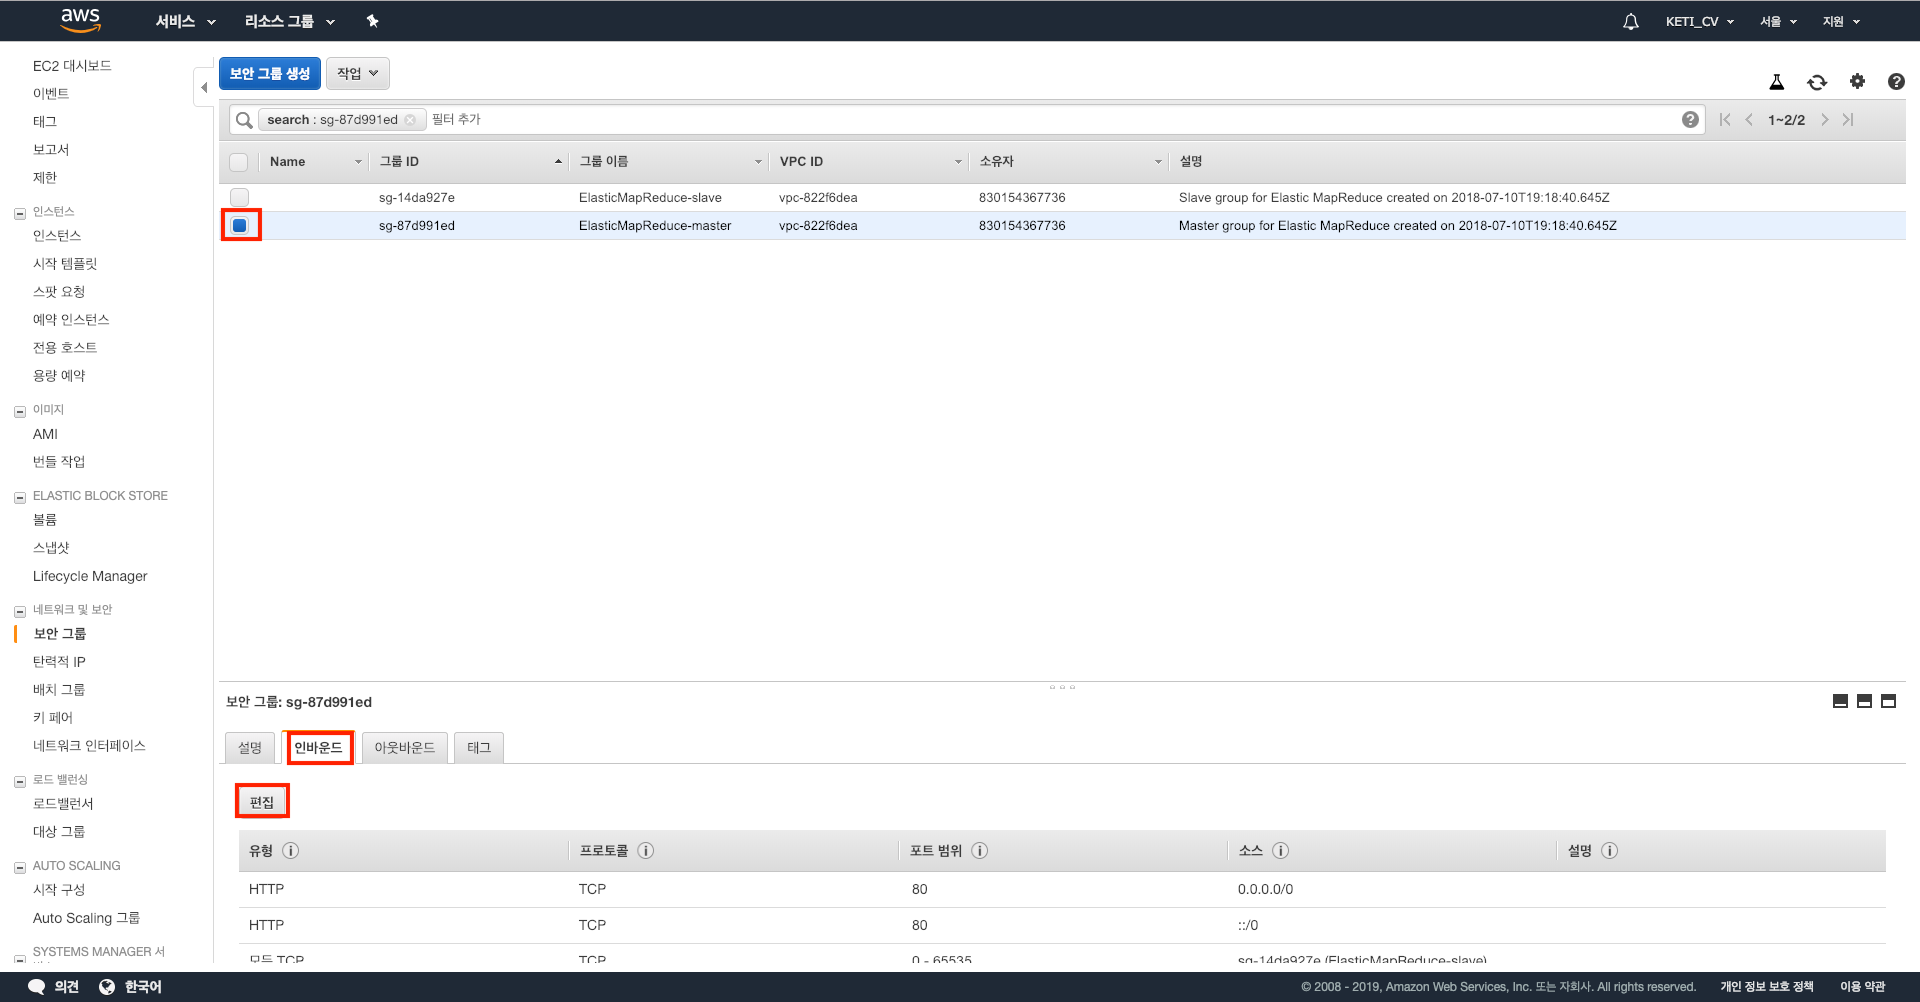 aws 서비스 리소스 그룹 KETI_CV 서울 지원
EC2 대시보드
이벤트
태그
보고서
제한
인스턴스
인스턴스
시작 템플릿
스팟 요청
예약 인스턴스
전용 호스트
용량 예약
이미지
AMI
번들 작업
ELASTIC BLOCK STORE
볼륨
스냅샷
Lifecycle Manager
네트워크 및 보안
보안 그룹
탄력적 IP
배치 그룹
키 페어
네트워크 인터페이스
로드 밸런싱
로드밸런서
대상 그룹
AUTO SCALING
시작 구성
Auto Scaling 그룹
SYSTEMS MANAGER 서
보안 그룹 생성 작업
search : sg-87d991ed 필터 추가 1~2/2
Name 그룹 ID 그룹 이름 VPC ID 소유자 설명
sg-14da927e ElasticMapReduce-slave vpc-822f6dea 830154367736 Slave group for Elastic MapReduce created on 2018-07-10T19:18:40.645Z
sg-87d991ed ElasticMapReduce-master vpc-822f6dea 830154367736 Master group for Elastic MapReduce created on 2018-07-10T19:18:40.645Z
보안 그룹: sg-87d991ed
설명 인바운드 아웃바운드 태그
편집
유형 프로토콜 포트 범위 소스 설명
HTTP TCP 80 0.0.0.0/0
HTTP TCP 80 ::/0
모든 TCP TCP 0 - 65535 sg-14da927e (ElasticMapReduce-slave)
의견 한국어 © 2008 - 2019, Amazon Web Services, Inc. 또는 자회사. All rights reserved. 개인 정보 보호 정책 이용 약관